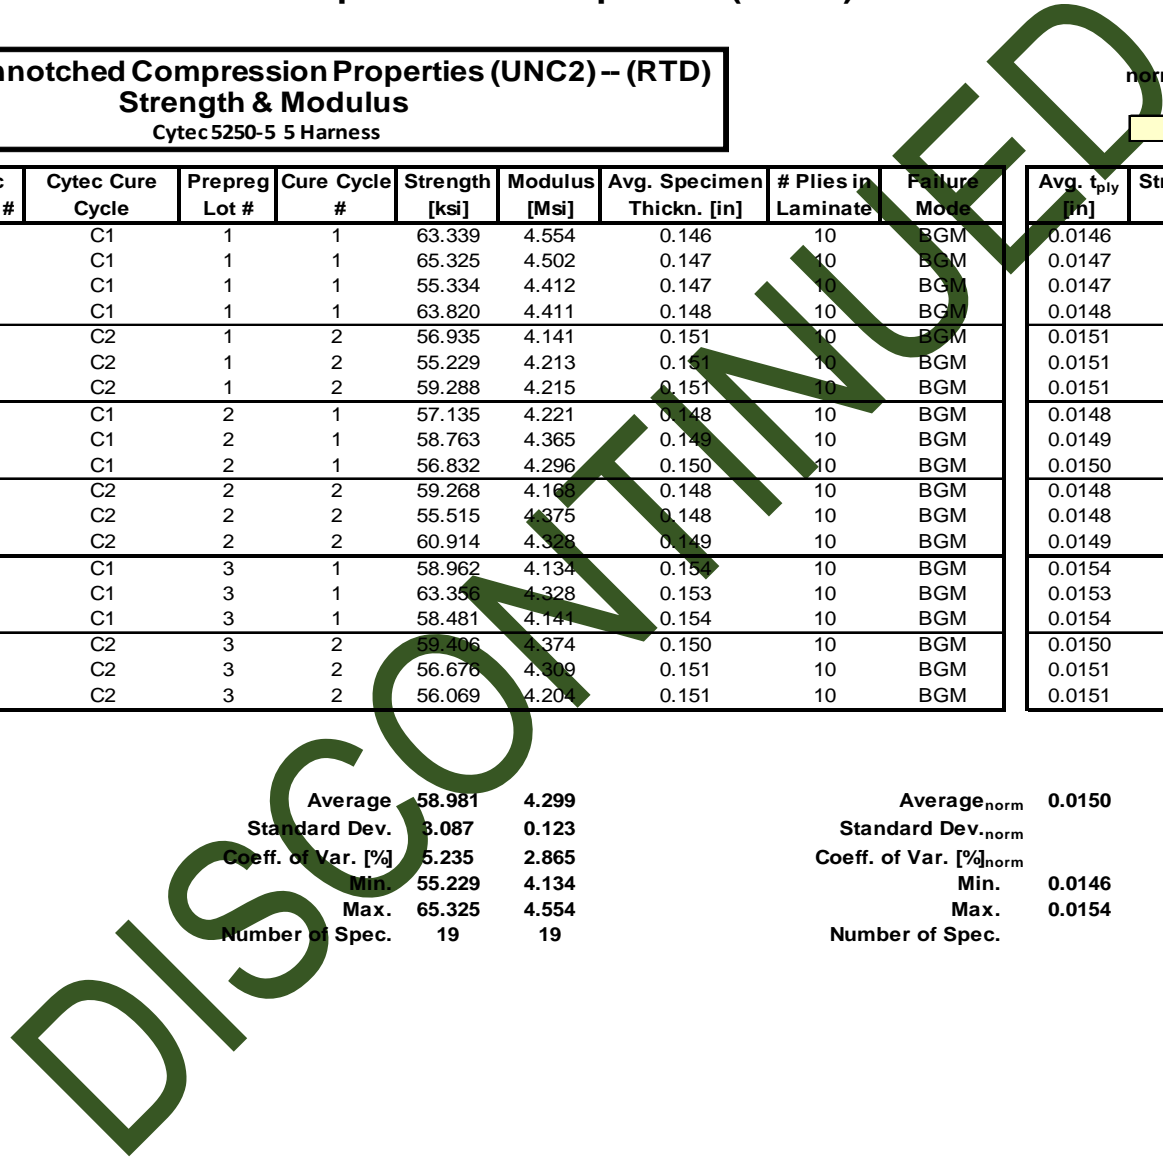 nnotched Compression Properties (UNC2) -- (RTD)
Strength & Modulus
Cytec 5250-5 5 Harness
Cytec Cure Cycle | Prepreg Lot # | Cure Cycle # | Strength [ksi] | Modulus [Msi] | Avg. Specimen Thickn. [in] | # Plies in Laminate | Failure Mode | Avg. tply [in]
C1 1 1 63.339 4.554 0.146 10 BGM 0.0146
C1 1 1 65.325 4.502 0.147 10 BGM 0.0147
C1 1 1 55.334 4.412 0.147 10 BGM 0.0147
C1 1 1 63.820 4.411 0.148 10 BGM 0.0148
C2 1 2 56.935 4.141 0.151 10 BGM 0.0151
C2 1 2 55.229 4.213 0.151 10 BGM 0.0151
C2 1 2 59.288 4.215 0.151 10 BGM 0.0151
C1 2 1 57.135 4.221 0.148 10 BGM 0.0148
C1 2 1 58.763 4.365 0.149 10 BGM 0.0149
C1 2 1 56.832 4.296 0.150 10 BGM 0.0150
C2 2 2 59.268 4.168 0.148 10 BGM 0.0148
C2 2 2 55.515 4.375 0.148 10 BGM 0.0148
C2 2 2 60.914 4.328 0.149 10 BGM 0.0149
C1 3 1 58.962 4.134 0.154 10 BGM 0.0154
C1 3 1 63.356 4.328 0.153 10 BGM 0.0153
C1 3 1 58.481 4.141 0.154 10 BGM 0.0154
C2 3 2 59.406 4.374 0.150 10 BGM 0.0150
C2 3 2 56.676 4.309 0.151 10 BGM 0.0151
C2 3 2 56.069 4.204 0.151 10 BGM 0.0151
Average 58.981 4.299 Averagenorm 0.0150
Standard Dev. 3.087 0.123 Standard Dev.norm
Coeff. of Var. [%] 5.235 2.865 Coeff. of Var. [%]norm
Min. 55.229 4.134 Min. 0.0146
Max. 65.325 4.554 Max. 0.0154
Number of Spec. 19 19 Number of Spec.
DISCONTINUED